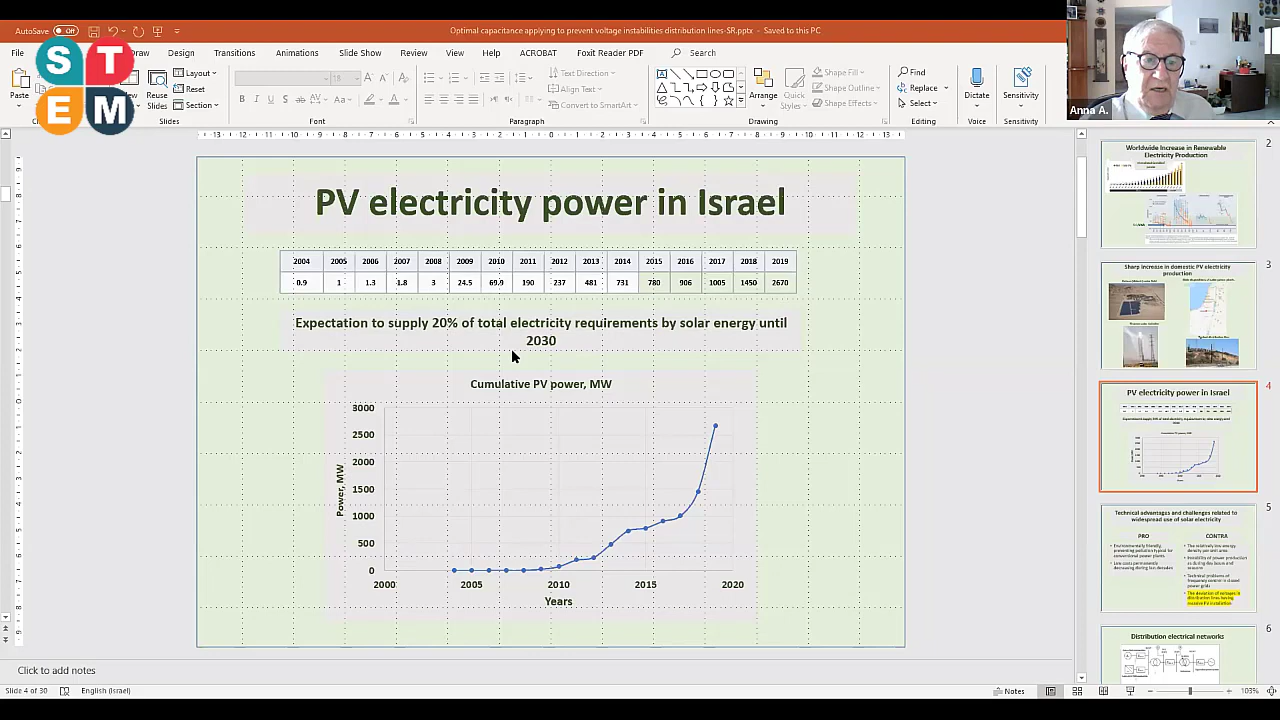 AutoSave Off
Optimal capacitance applying to prevent voltage instabilities distribution lines-SR.pptx - Saved to this PC
File
Draw
Design
Transitions
Animations
Slide Show
Review
View
Help
ACROBAT
Foxit Reader PDF
Search
S T
E M
Paste
Reuse
Slides
Layout
Reset
Section
18
Text Direction
Align Text
Convert to SmartArt
Arrange
Quick
Styles
Shape Fill
Shape Outline
Shape Effects
Find
Replace
Select
Dictate
Sensitivity
Slides
Font
Paragraph
Drawing
Editing
Voice
Sensitivity
Anna A.
PV electricity power in Israel
2004 2005 2006 2007 2008 2009 2010 2011 2012 2013 2014 2015 2016 2017 2018 2019
0.9 1 1.3 1.8 3 24.5 69.9 190 237 481 731 780 906 1005 1450 2670
Expectation to supply 20% of total electricity requirements by solar energy until
2030
Cumulative PV power, MW
3000
2500
2000
1500
1000
500
0
Power, MW
2000 2005 2010 2015 2020
Years
2
Worldwide Increase in Renewable
Electricity Production
3
Sharp increase in domestic PV electricity
production
4
PV electricity power in Israel
5
Technical advantages and challenges related to
widespread use of solar electricity
PRO
CONTRA
6
Distribution electrical networks
Click to add notes
Slide 4 of 30
English (Israel)
Notes
103%